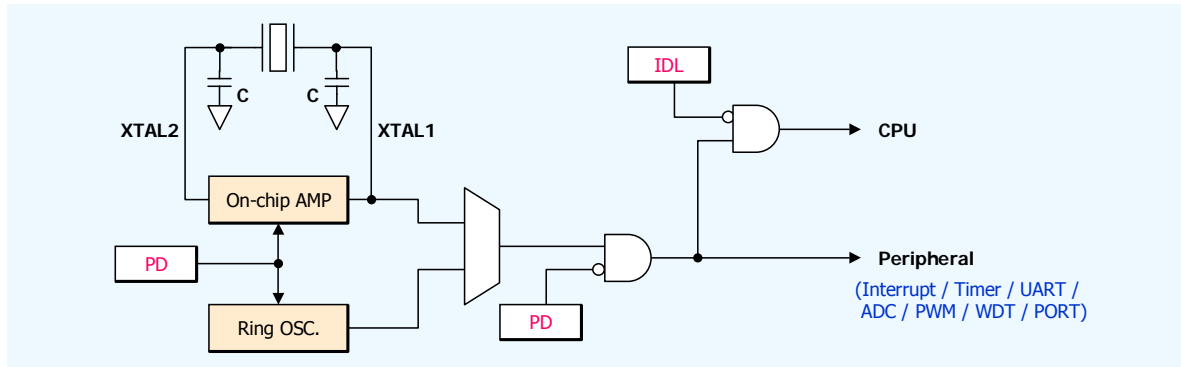 IDL
C
C
XTAL2
XTAL1
CPU
On-chip AMP
PD
Peripheral
(Interrupt / Timer / UART /
ADC / PWM / WDT / PORT)
Ring OSC.
PD